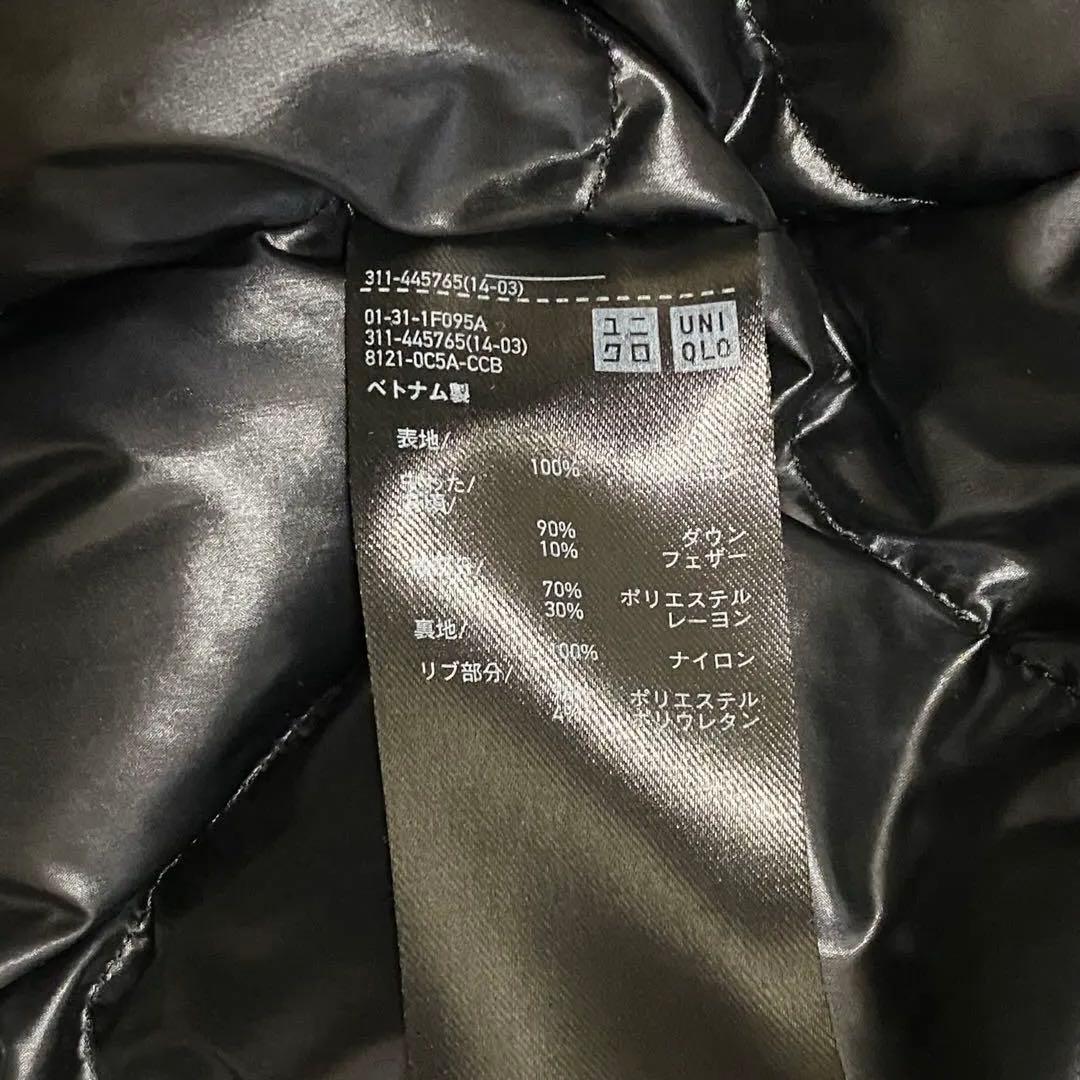 311-445765(14-03)
01-31-1F095A
311-445765(14-03)
8121-0C5A-CCB
ユニ
クロ
UNI
QLO
ベトナム製
表地/
100%
90% ダウン
10% フェザー
70% ポリエステル
30% レーヨン
裏地/
100% ナイロン
リブ部分/
ポリエステル
4% ポリウレタン